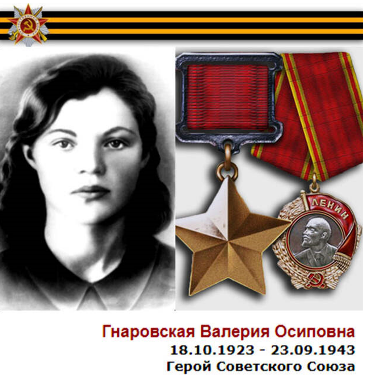 ЛЕНИН
Гнаровская Валерия Осиповна
18.10.1923 - 23.09.1943
Герой Советского Союза